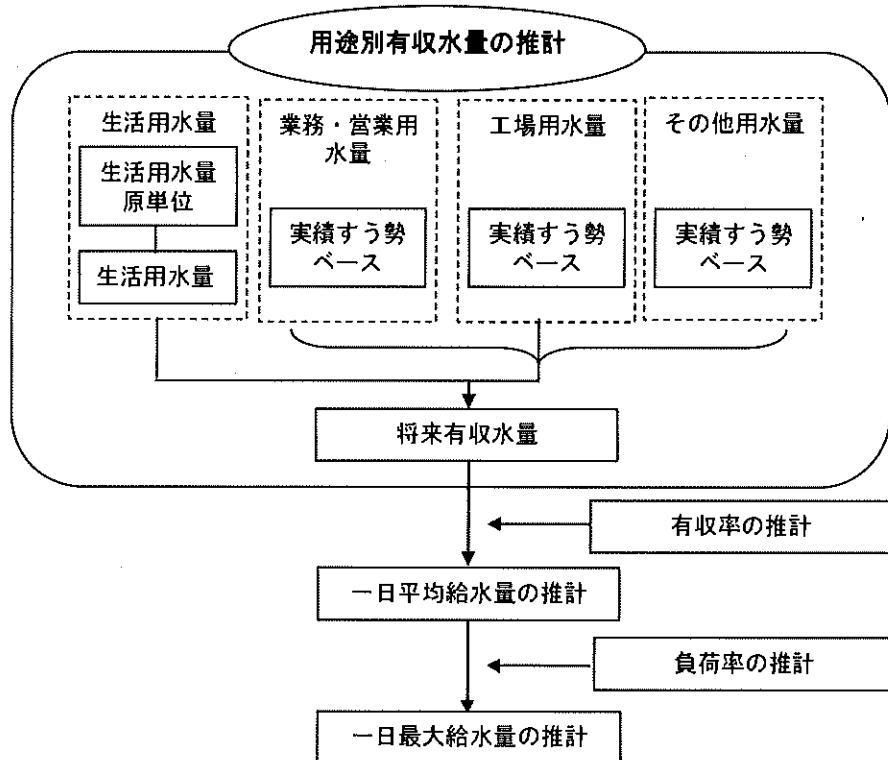 用途別有収水量の推計
生活用水量
生活用水量
原単位
生活用水量
業務・営業用
水量
実績すう勢
ベース
工場用水量
実績すう勢
ベース
その他用水量
実績すう勢
ベース
将来有収水量
有収率の推計
一日平均給水量の推計
負荷率の推計
一日最大給水量の推計